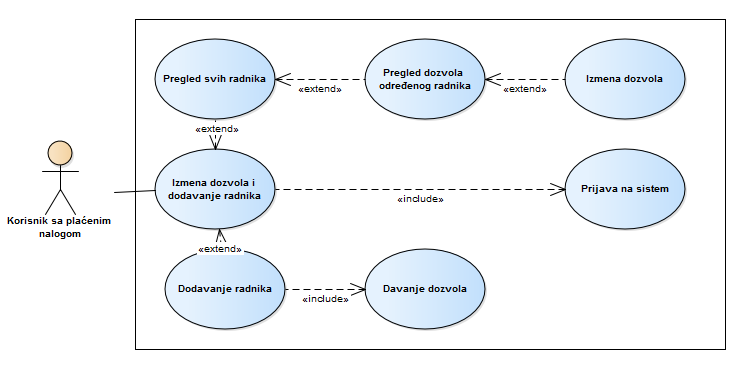 Pregled svih radnika
Pregled dozvola
određenog radnika
Izmena dozvola
«extend»
«extend»
«extend»
Izmena dozvola i
dodavanje radnika
Prijava na sistem
«include»
Korisnik sa plaćenim
nalogom
«extend»
Dodavanje radnika
Davanje dozvola
«include»